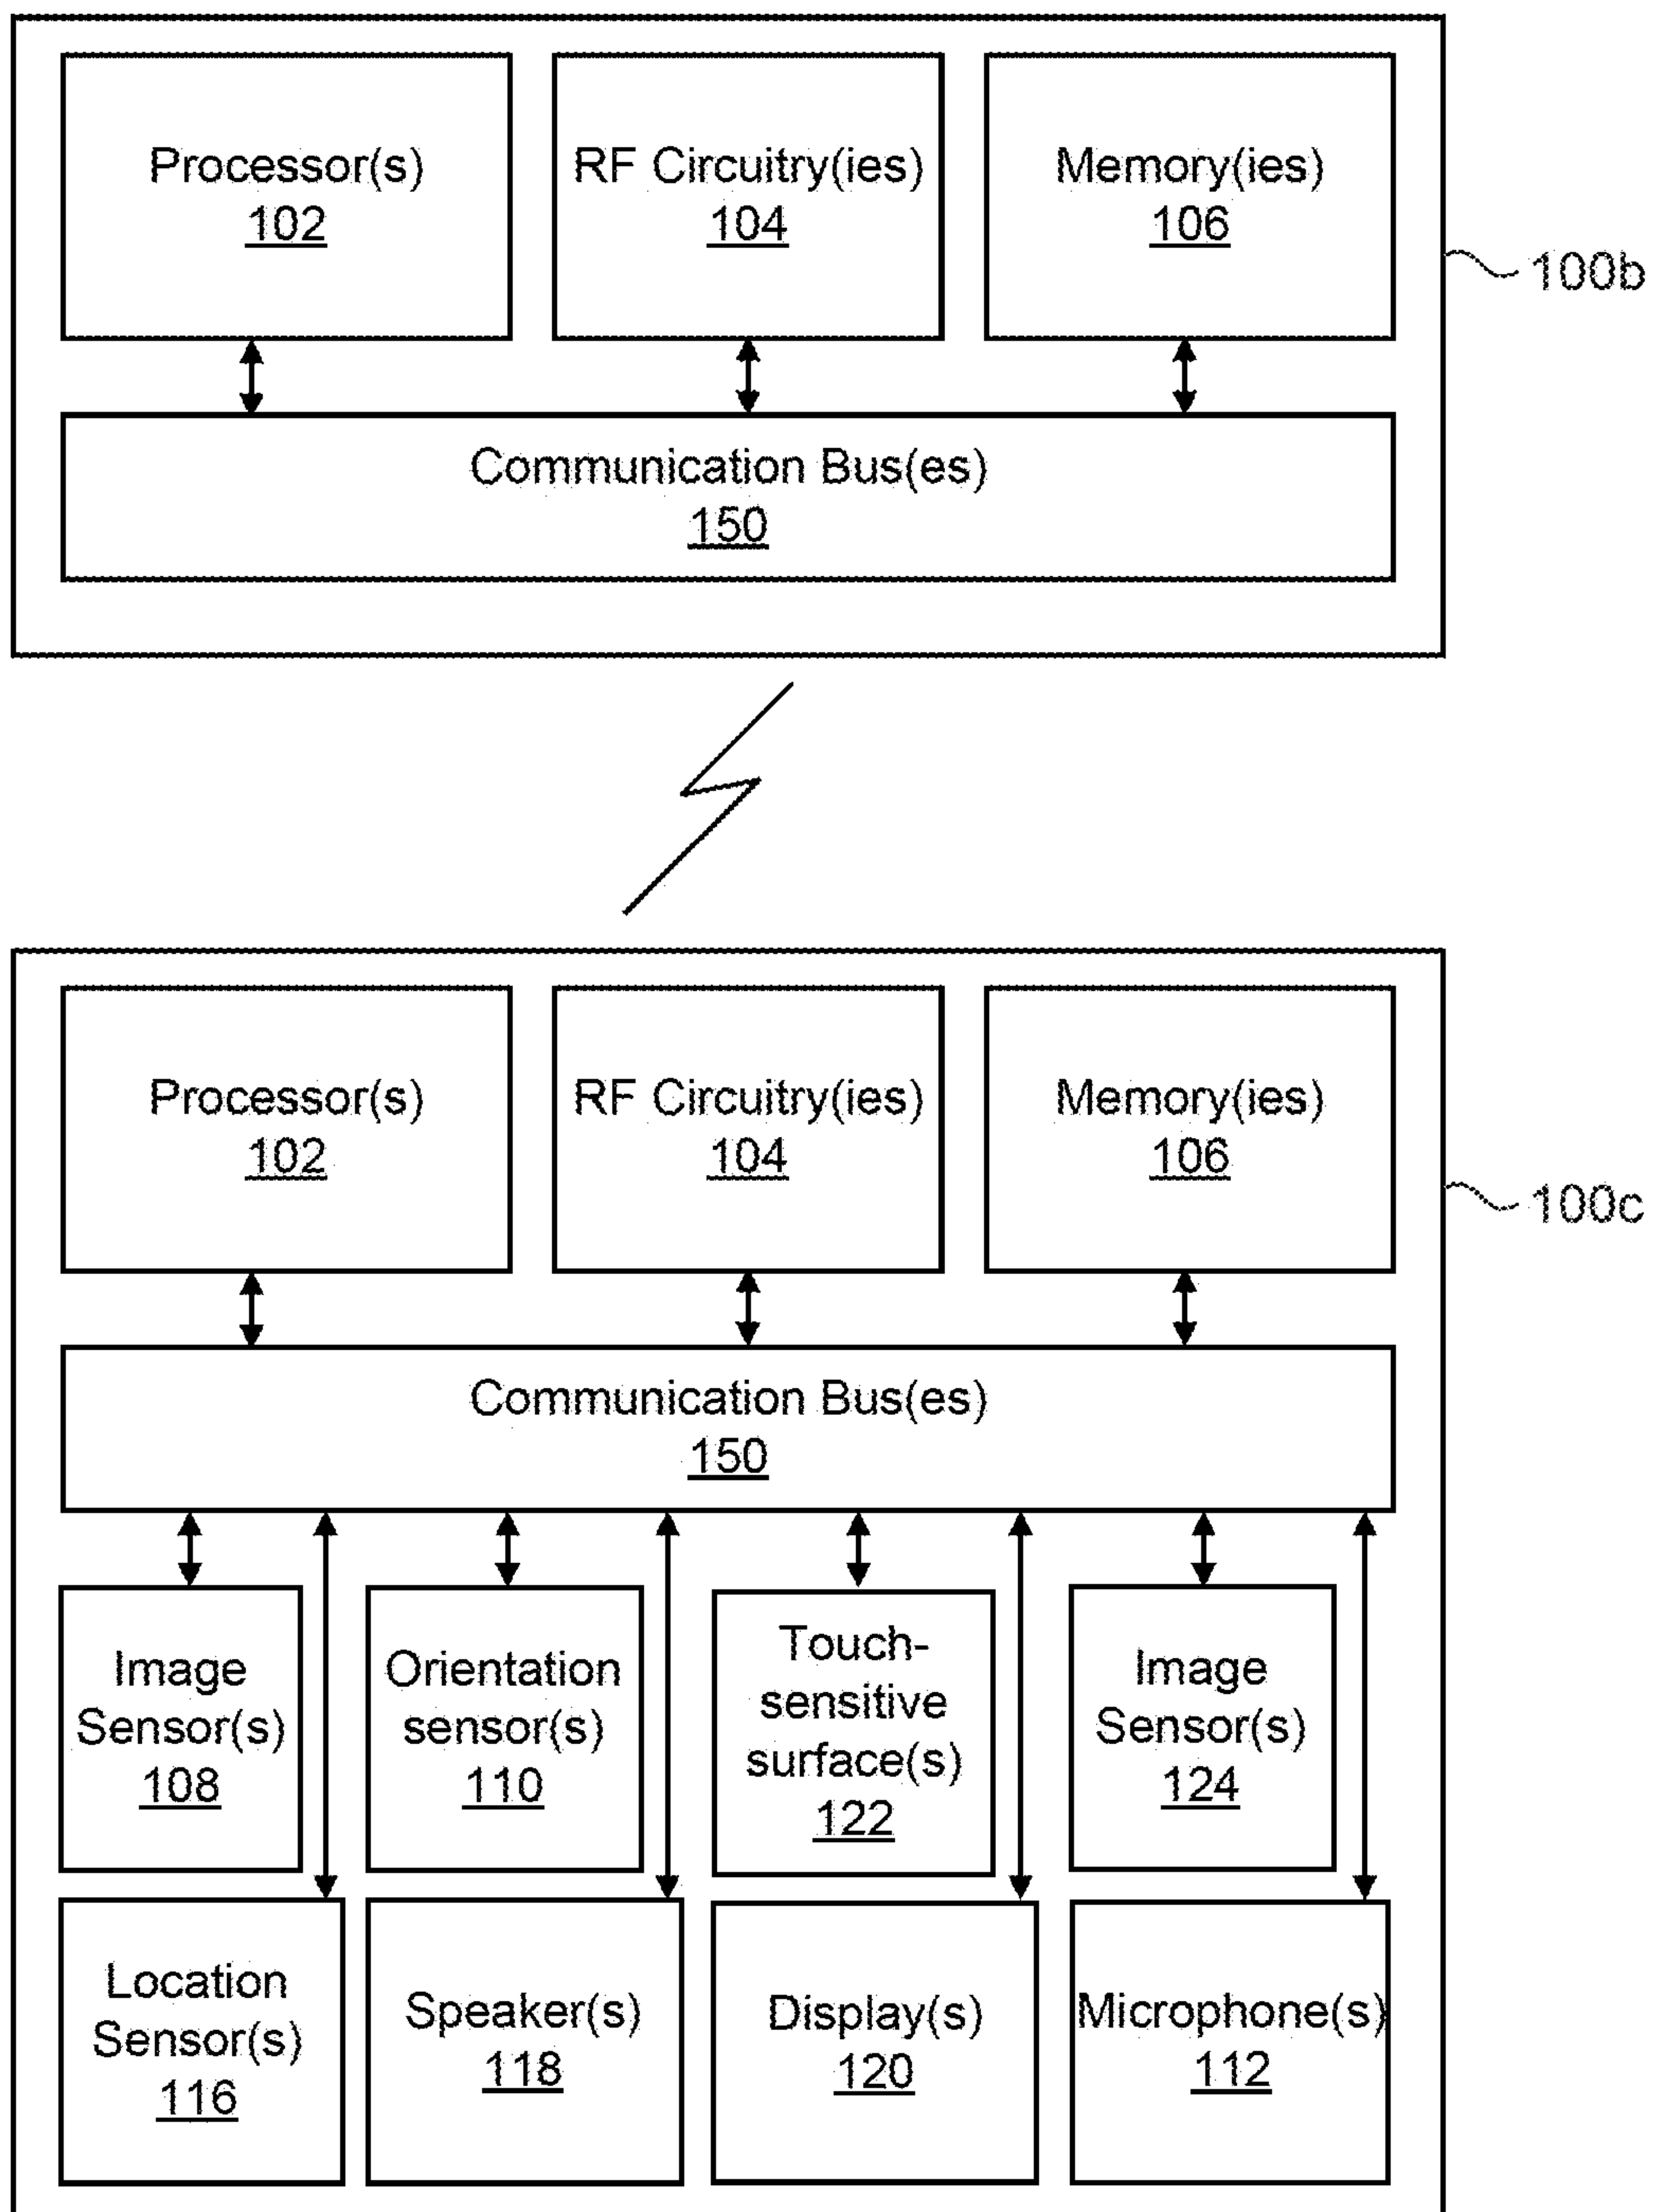 Processor(s)
102
RF Circuitry(ies)
104
Memory(ies)
106
100b
Communication Bus(es)
150
Processor(s)
102
RF Circuitry(ies)
104
Memory(ies)
106
100c
Communication Bus(es)
150
Image
Sensor(s)
108
Orientation
sensor(s)
110
Touch-
sensitive
surface(s)
122
Image
Sensor(s)
124
Location
Sensor(s)
116
Speaker(s)
118
Display(s)
120
Microphone(s)
112